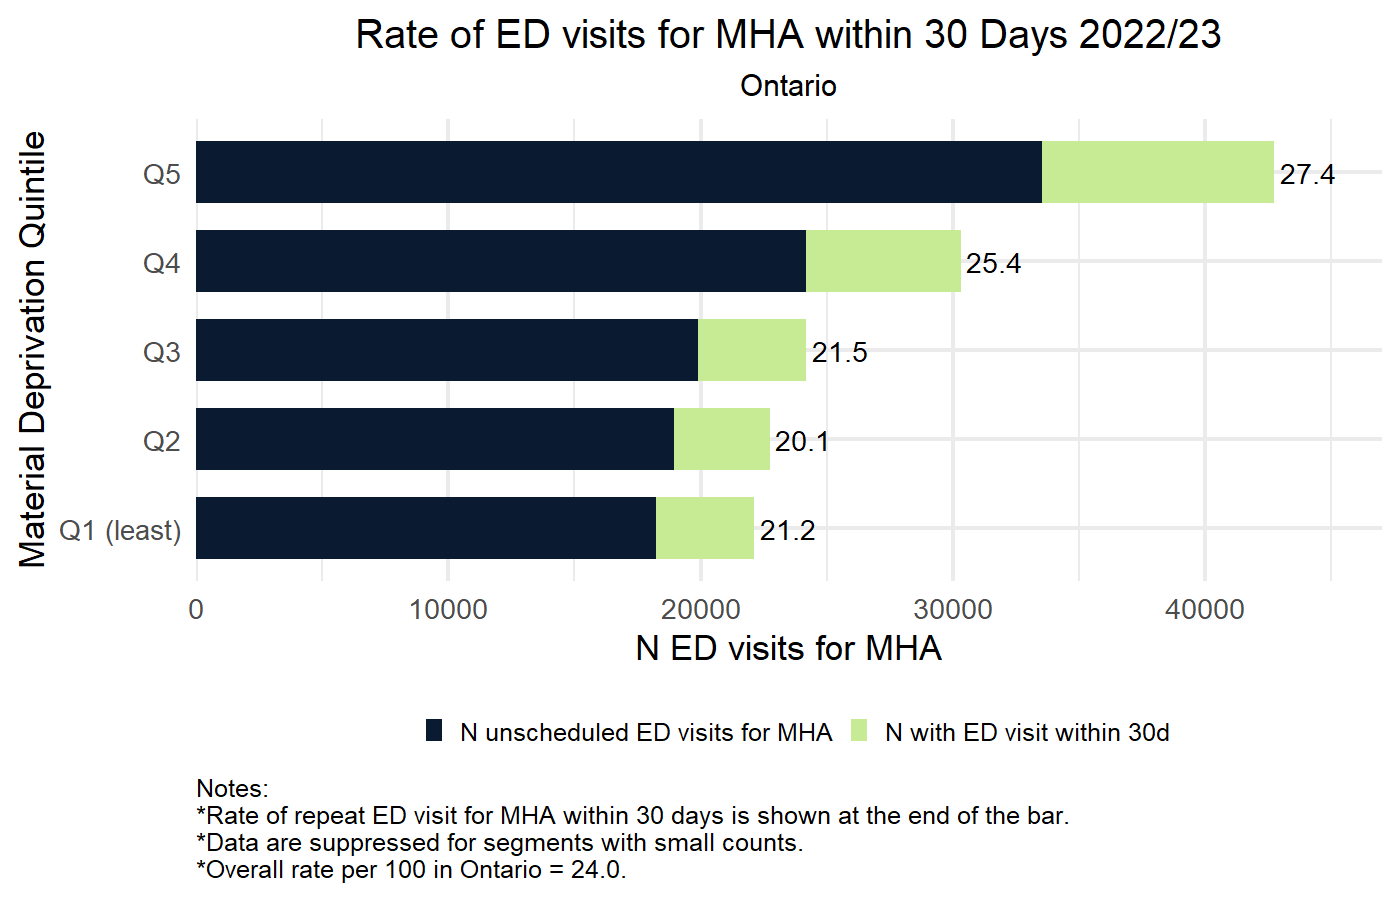 Rate of ED visits for MHA within 30 Days 2022/23
Ontario
Material Deprivation Quintile
Q5
27.4
Q4
25.4
Q3
21.5
Q2
20.1
Q1 (least)
21.2
0 10000 20000 30000 40000
N ED visits for MHA
N unscheduled ED visits for MHA N with ED visit within 30d
Notes:
*Rate of repeat ED visit for MHA within 30 days is shown at the end of the bar.
*Data are suppressed for segments with small counts.
*Overall rate per 100 in Ontario = 24.0.